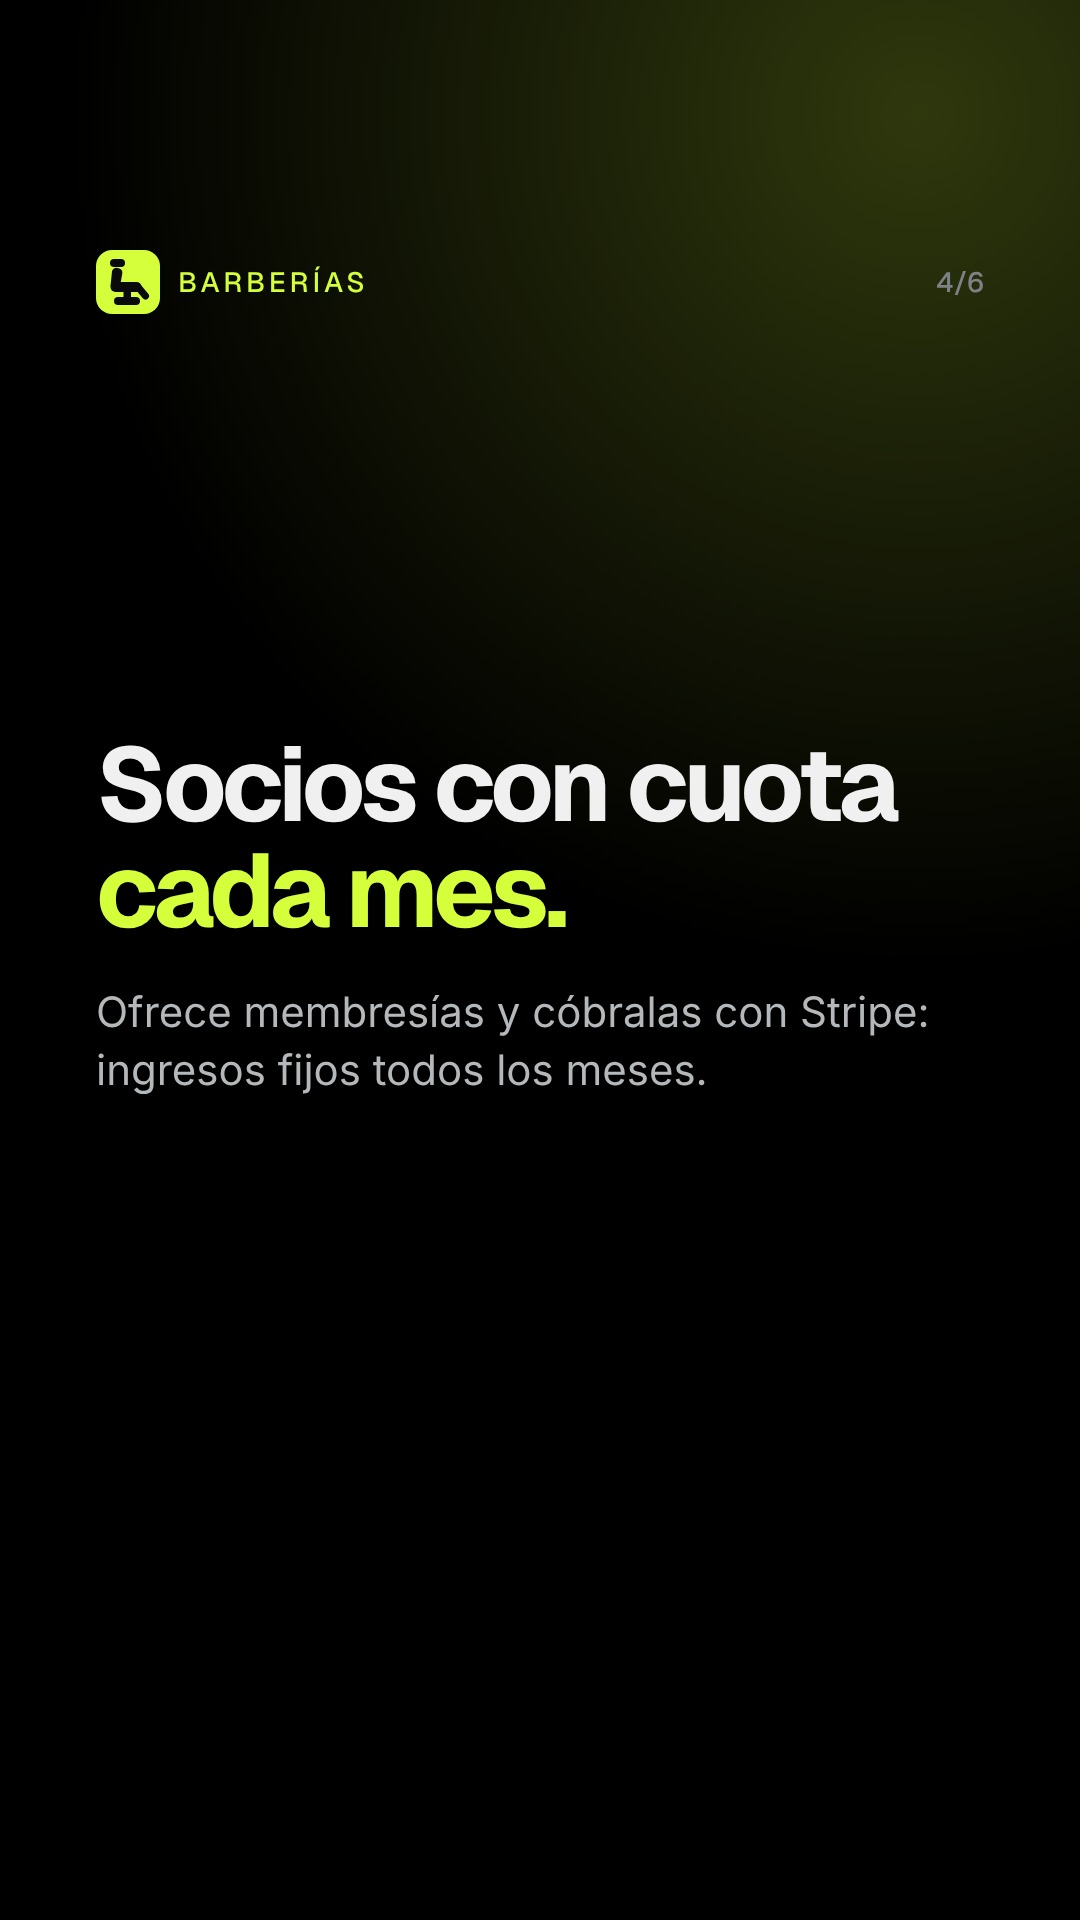 BARBERÍAS
4/6
Socios con cuota
cada mes.
Ofrece membresías y cóbralas con Stripe:
ingresos fijos todos los meses.